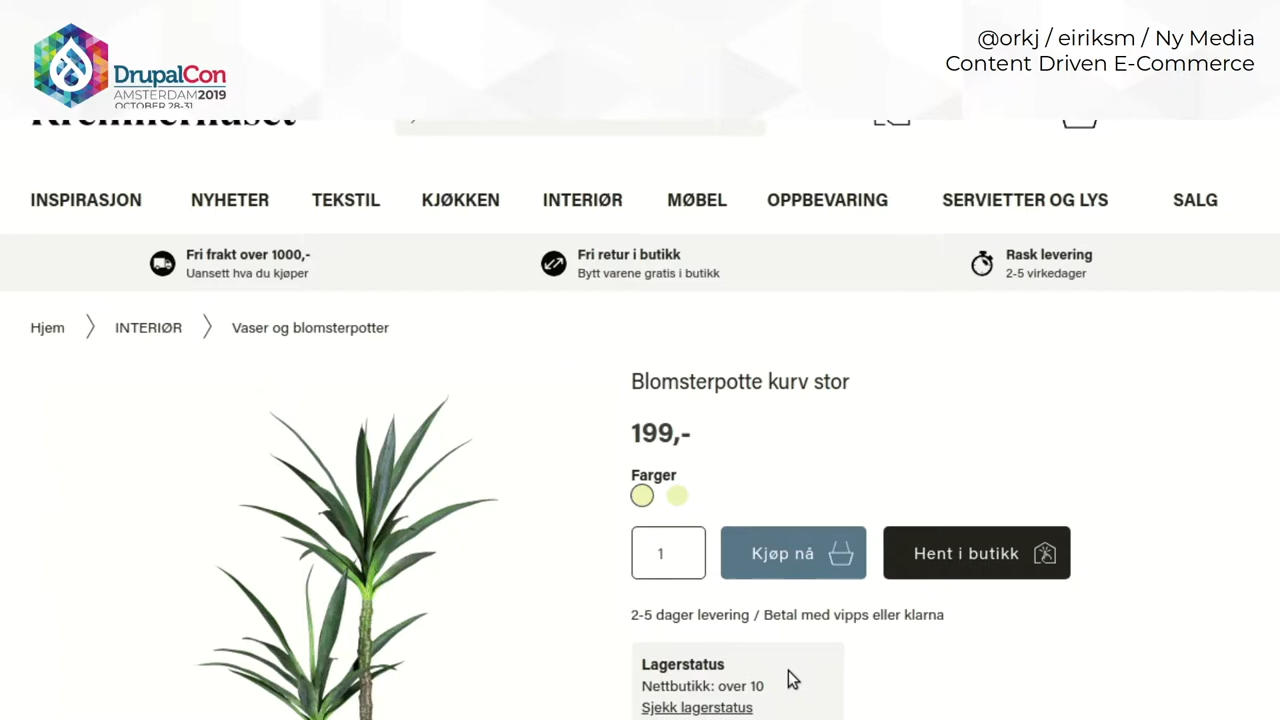 @orkj / eiriksm / Ny Media
Content Driven E-Commerce
DrupalCon
AMSTERDAM2019
OCTOBER 28-31
INSPIRASJON NYHETER TEKSTIL KJØKKEN INTERIØR MØBEL OPPBEVARING SERVIETTER OG LYS SALG
Fri frakt over 1000,-
Uansett hva du kjøper
Fri retur i butikk
Bytt varene gratis i butikk
Rask levering
2-5 virkedager
Hjem INTERIØR Vaser og blomsterpotter
Blomsterpotte kurv stor
199,-
Farger
1 Kjøp nå Hent i butikk
2-5 dager levering / Betal med vipps eller klarna
Lagerstatus
Nettbutikk: over 10
Sjekk lagerstatus